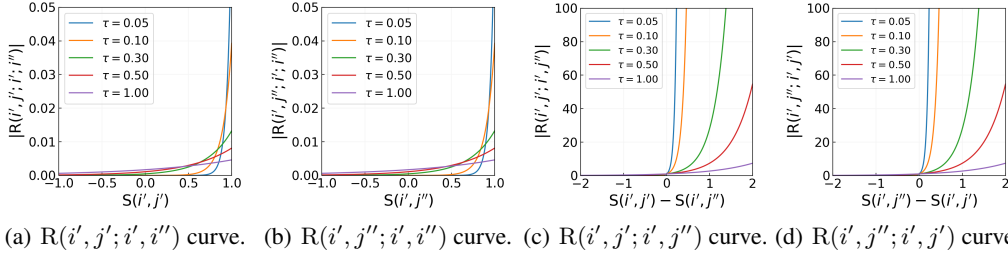 |R(i′, j′; i′, i″)|
0.05
0.04
0.03
0.02
0.01
0.00
τ = 0.05
τ = 0.10
τ = 0.30
τ = 0.50
τ = 1.00
−1.0 −0.5 0.0 0.5 1.0
S(i′, j′)
|R(i′, j″; i′, i″)|
0.05
0.04
0.03
0.02
0.01
0.00
τ = 0.05
τ = 0.10
τ = 0.30
τ = 0.50
τ = 1.00
−1.0 −0.5 0.0 0.5 1.0
S(i′, j″)
|R(i′, j′; i′, j″)|
100
80
60
40
20
0
τ = 0.05
τ = 0.10
τ = 0.30
τ = 0.50
τ = 1.00
−2 −1 0 1 2
S(i′, j′) − S(i′, j″)
|R(i′, j″; i′, j′)|
100
80
60
40
20
0
τ = 0.05
τ = 0.10
τ = 0.30
τ = 0.50
τ = 1.00
−2 −1 0 1 2
S(i′, j″) − S(i′, j′)
(a) R(i′, j′; i′, i″) curve. (b) R(i′, j″; i′, i″) curve. (c) R(i′, j′; i′, j″) curve. (d) R(i′, j″; i′, j′) curve